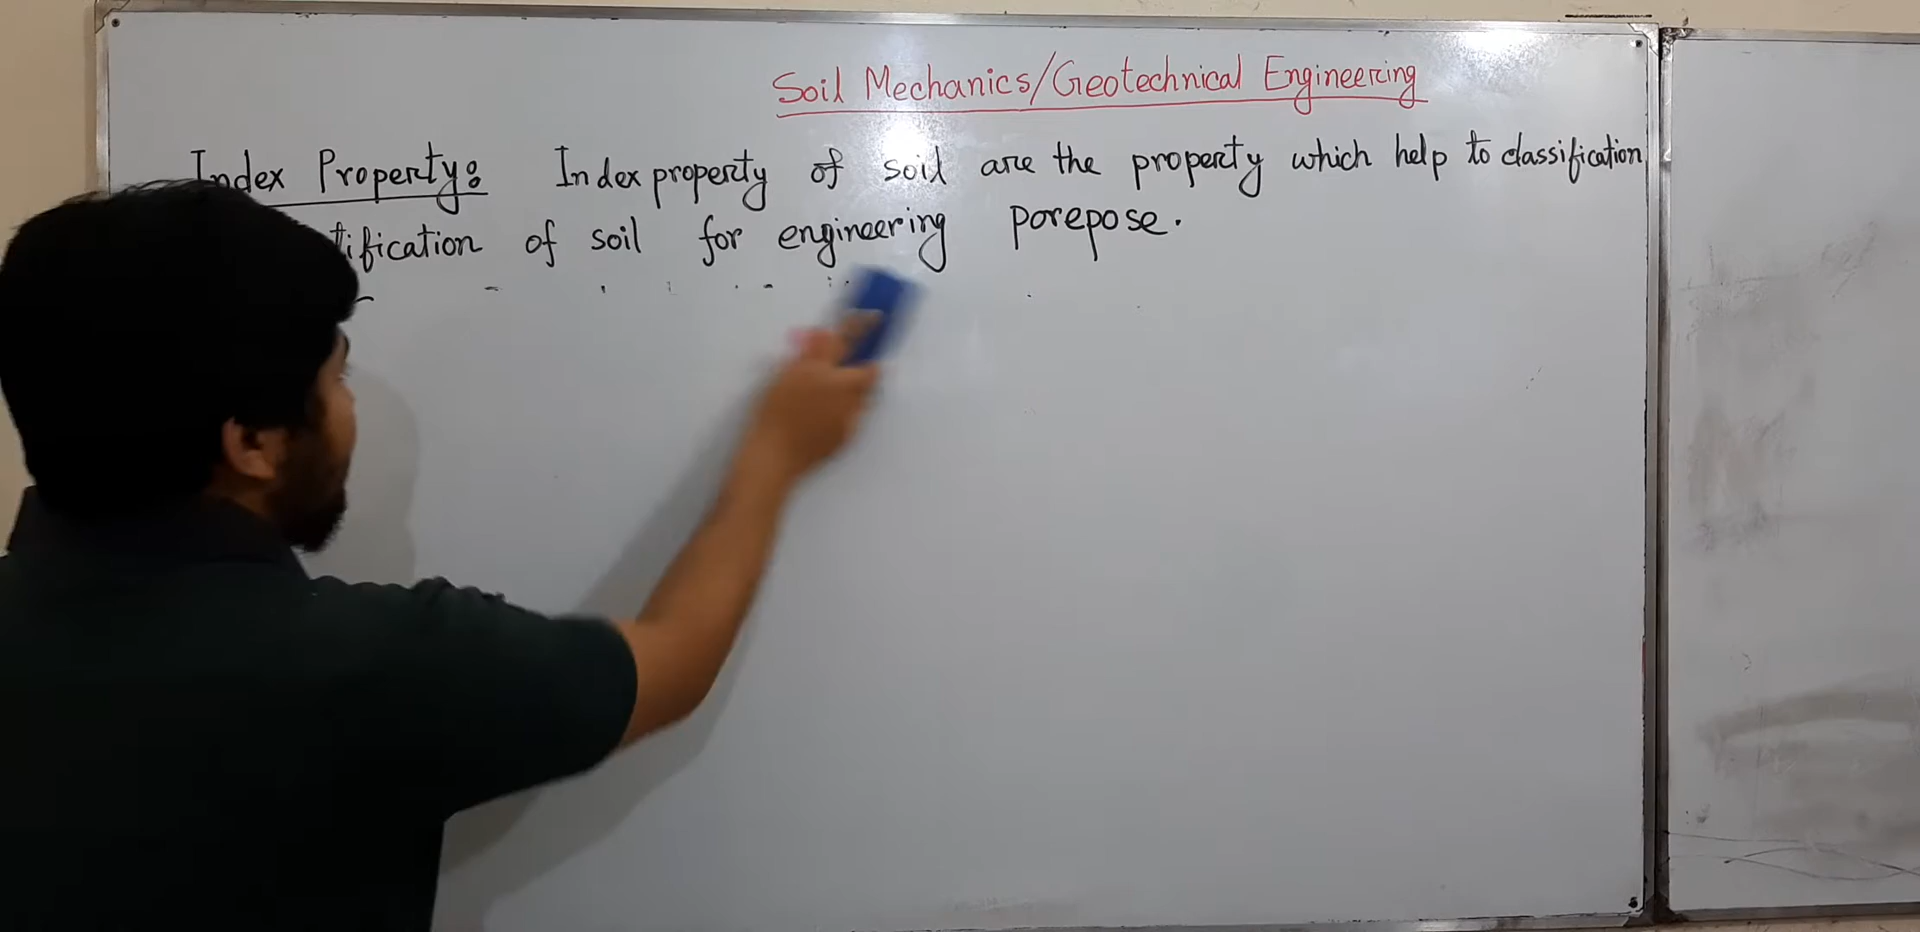 Soil Mechanics/Geotechnical Engineering
Index Property: Index property of soil are the property which help to classification
tification of soil for engineering porepose.